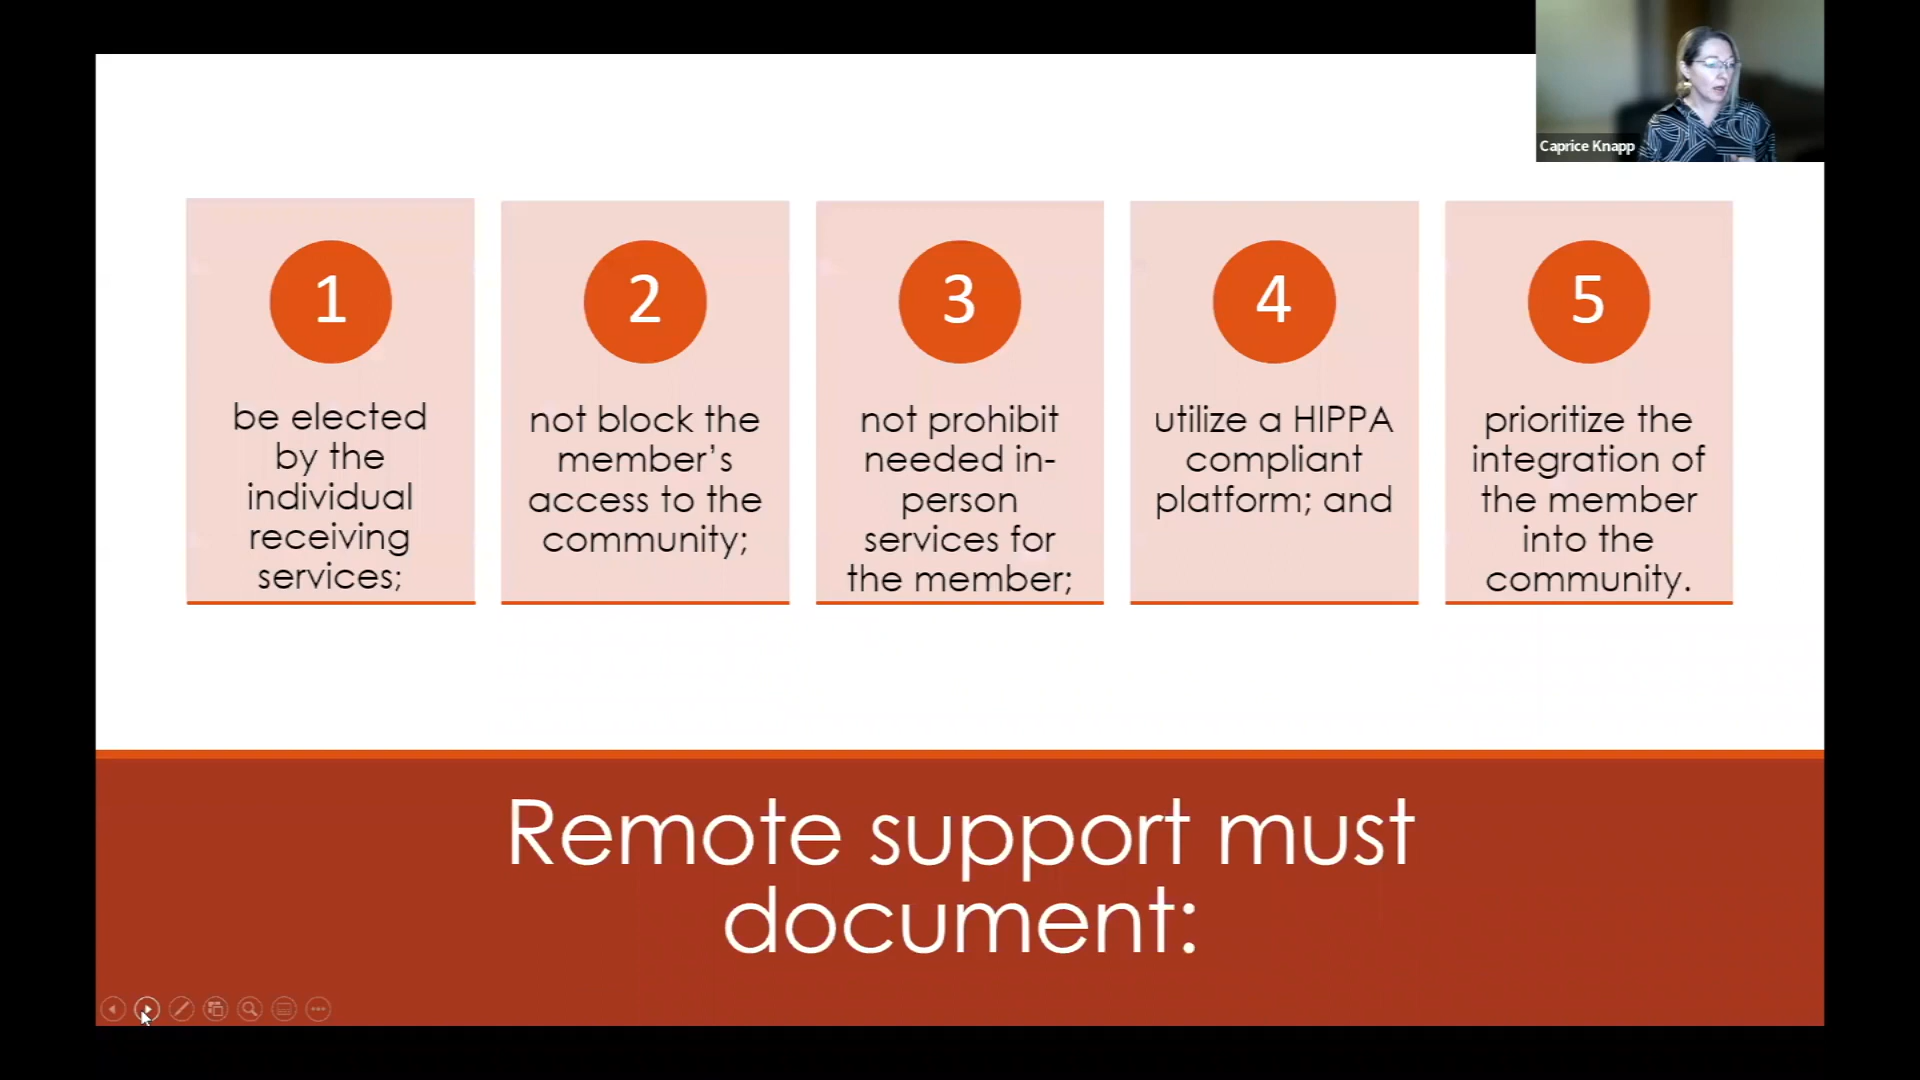 Caprice Knapp
1
be elected
by the
individual
receiving
services;
2
not block the
member's
access to the
community;
3
not prohibit
needed in-
person
services for
the member;
4
utilize a HIPPA
compliant
platform; and
5
prioritize the
integration of
the member
into the
community.
Remote support must
document: